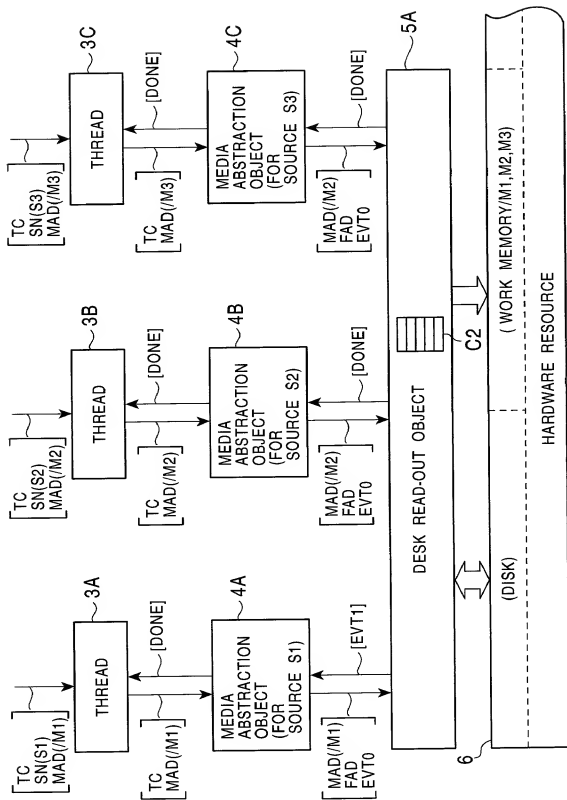 TC
SN(S1)
MAD(/M1)
3A
THREAD
TC
MAD(/M1)
[DONE]
4A
MEDIA
ABSTRACTION
OBJECT
(FOR
SOURCE S1)
MAD(/M1)
FAD
EVT0
[EVT1]
TC
SN(S2)
MAD(/M2)
3B
THREAD
TC
MAD(/M2)
[DONE]
4B
MEDIA
ABSTRACTION
OBJECT
(FOR
SOURCE S2)
MAD(/M2)
FAD
EVT0
[DONE]
TC
SN(S3)
MAD(/M3)
3C
THREAD
TC
MAD(/M3)
[DONE]
4C
MEDIA
ABSTRACTION
OBJECT
(FOR
SOURCE S3)
MAD(/M2)
FAD
EVT0
[DONE]
5A
DESK READ-OUT OBJECT
C2
6
(DISK)
(WORK MEMORY/M1,M2,M3)
HARDWARE RESOURCE